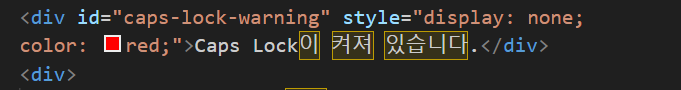 <div id="caps-lock-warning" style="display: none;
color: red;">Caps Lock이 켜져 있습니다.</div>
<div>